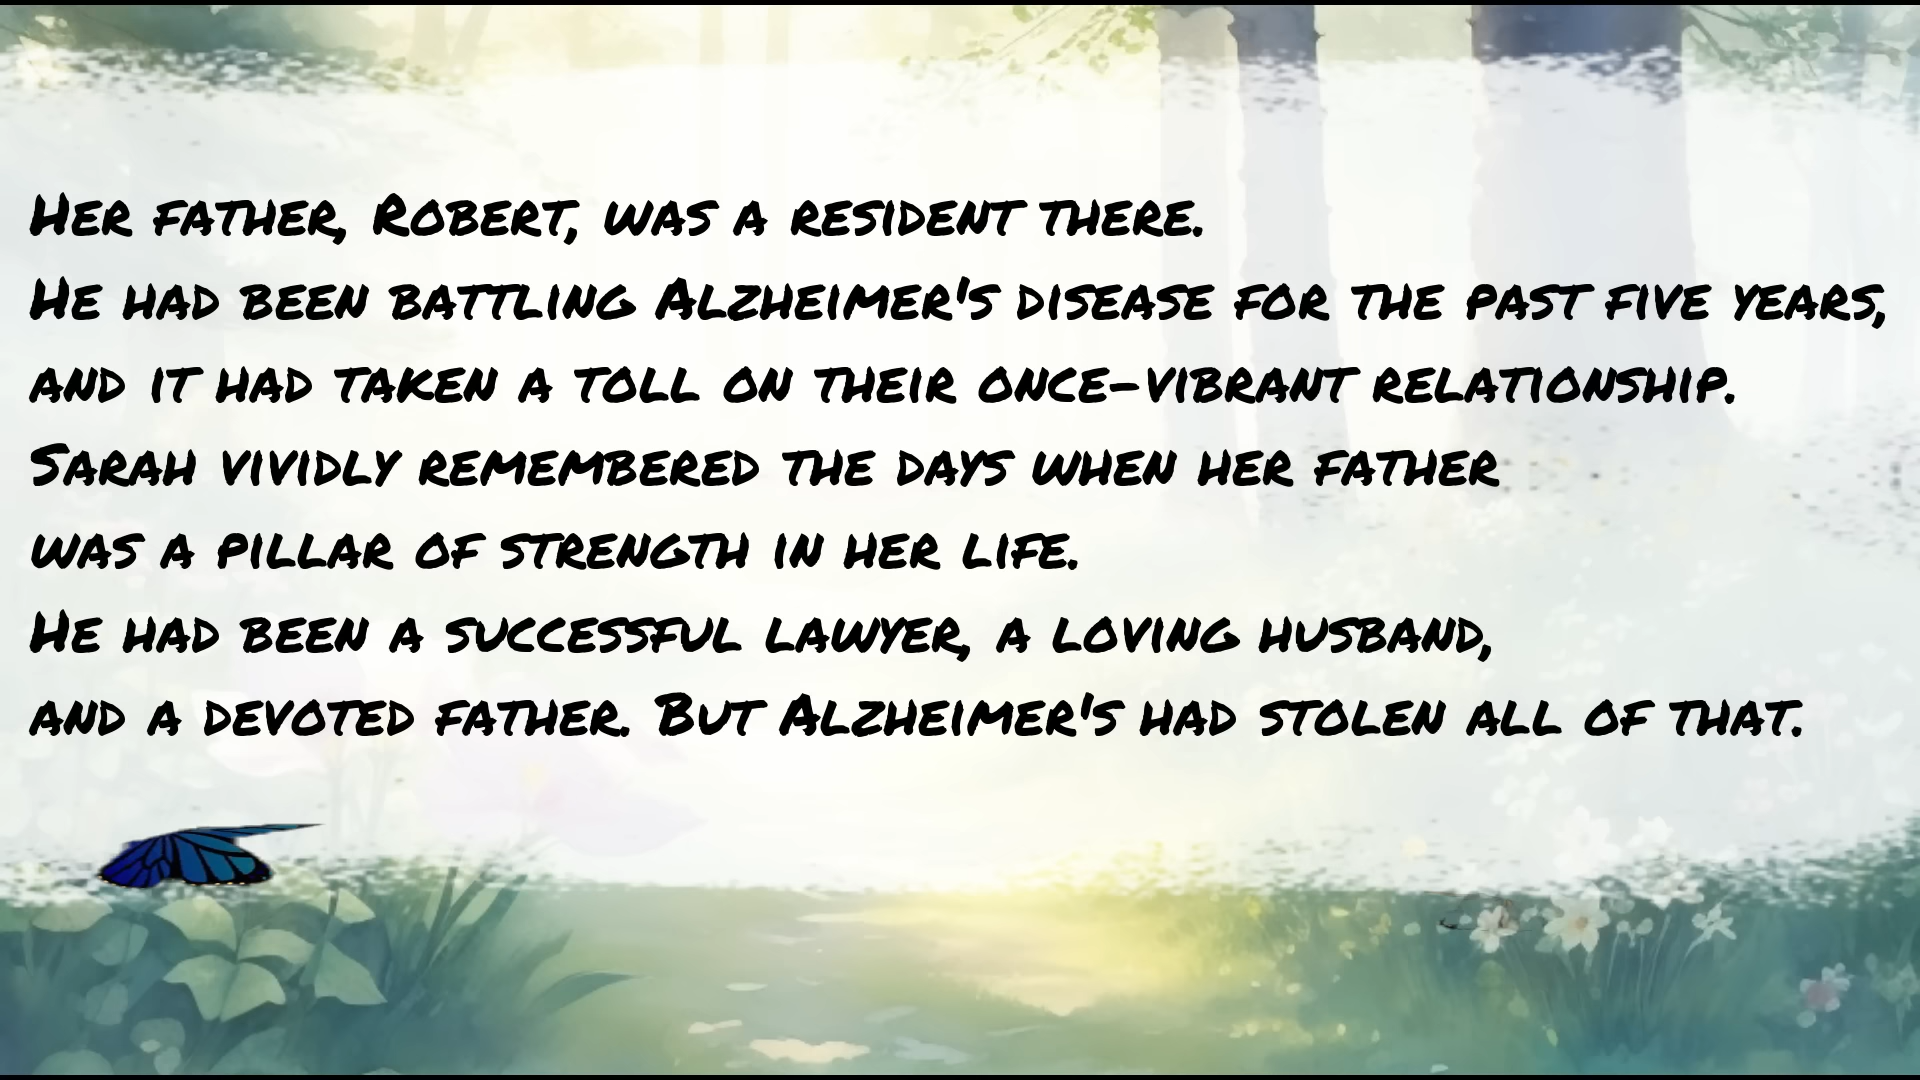 Her father, Robert, was a resident there.
He had been battling Alzheimer's disease for the past five years,
and it had taken a toll on their once-vibrant relationship.
Sarah vividly remembered the days when her father
was a pillar of strength in her life.
He had been a successful lawyer, a loving husband,
and a devoted father. But Alzheimer's had stolen all of that.